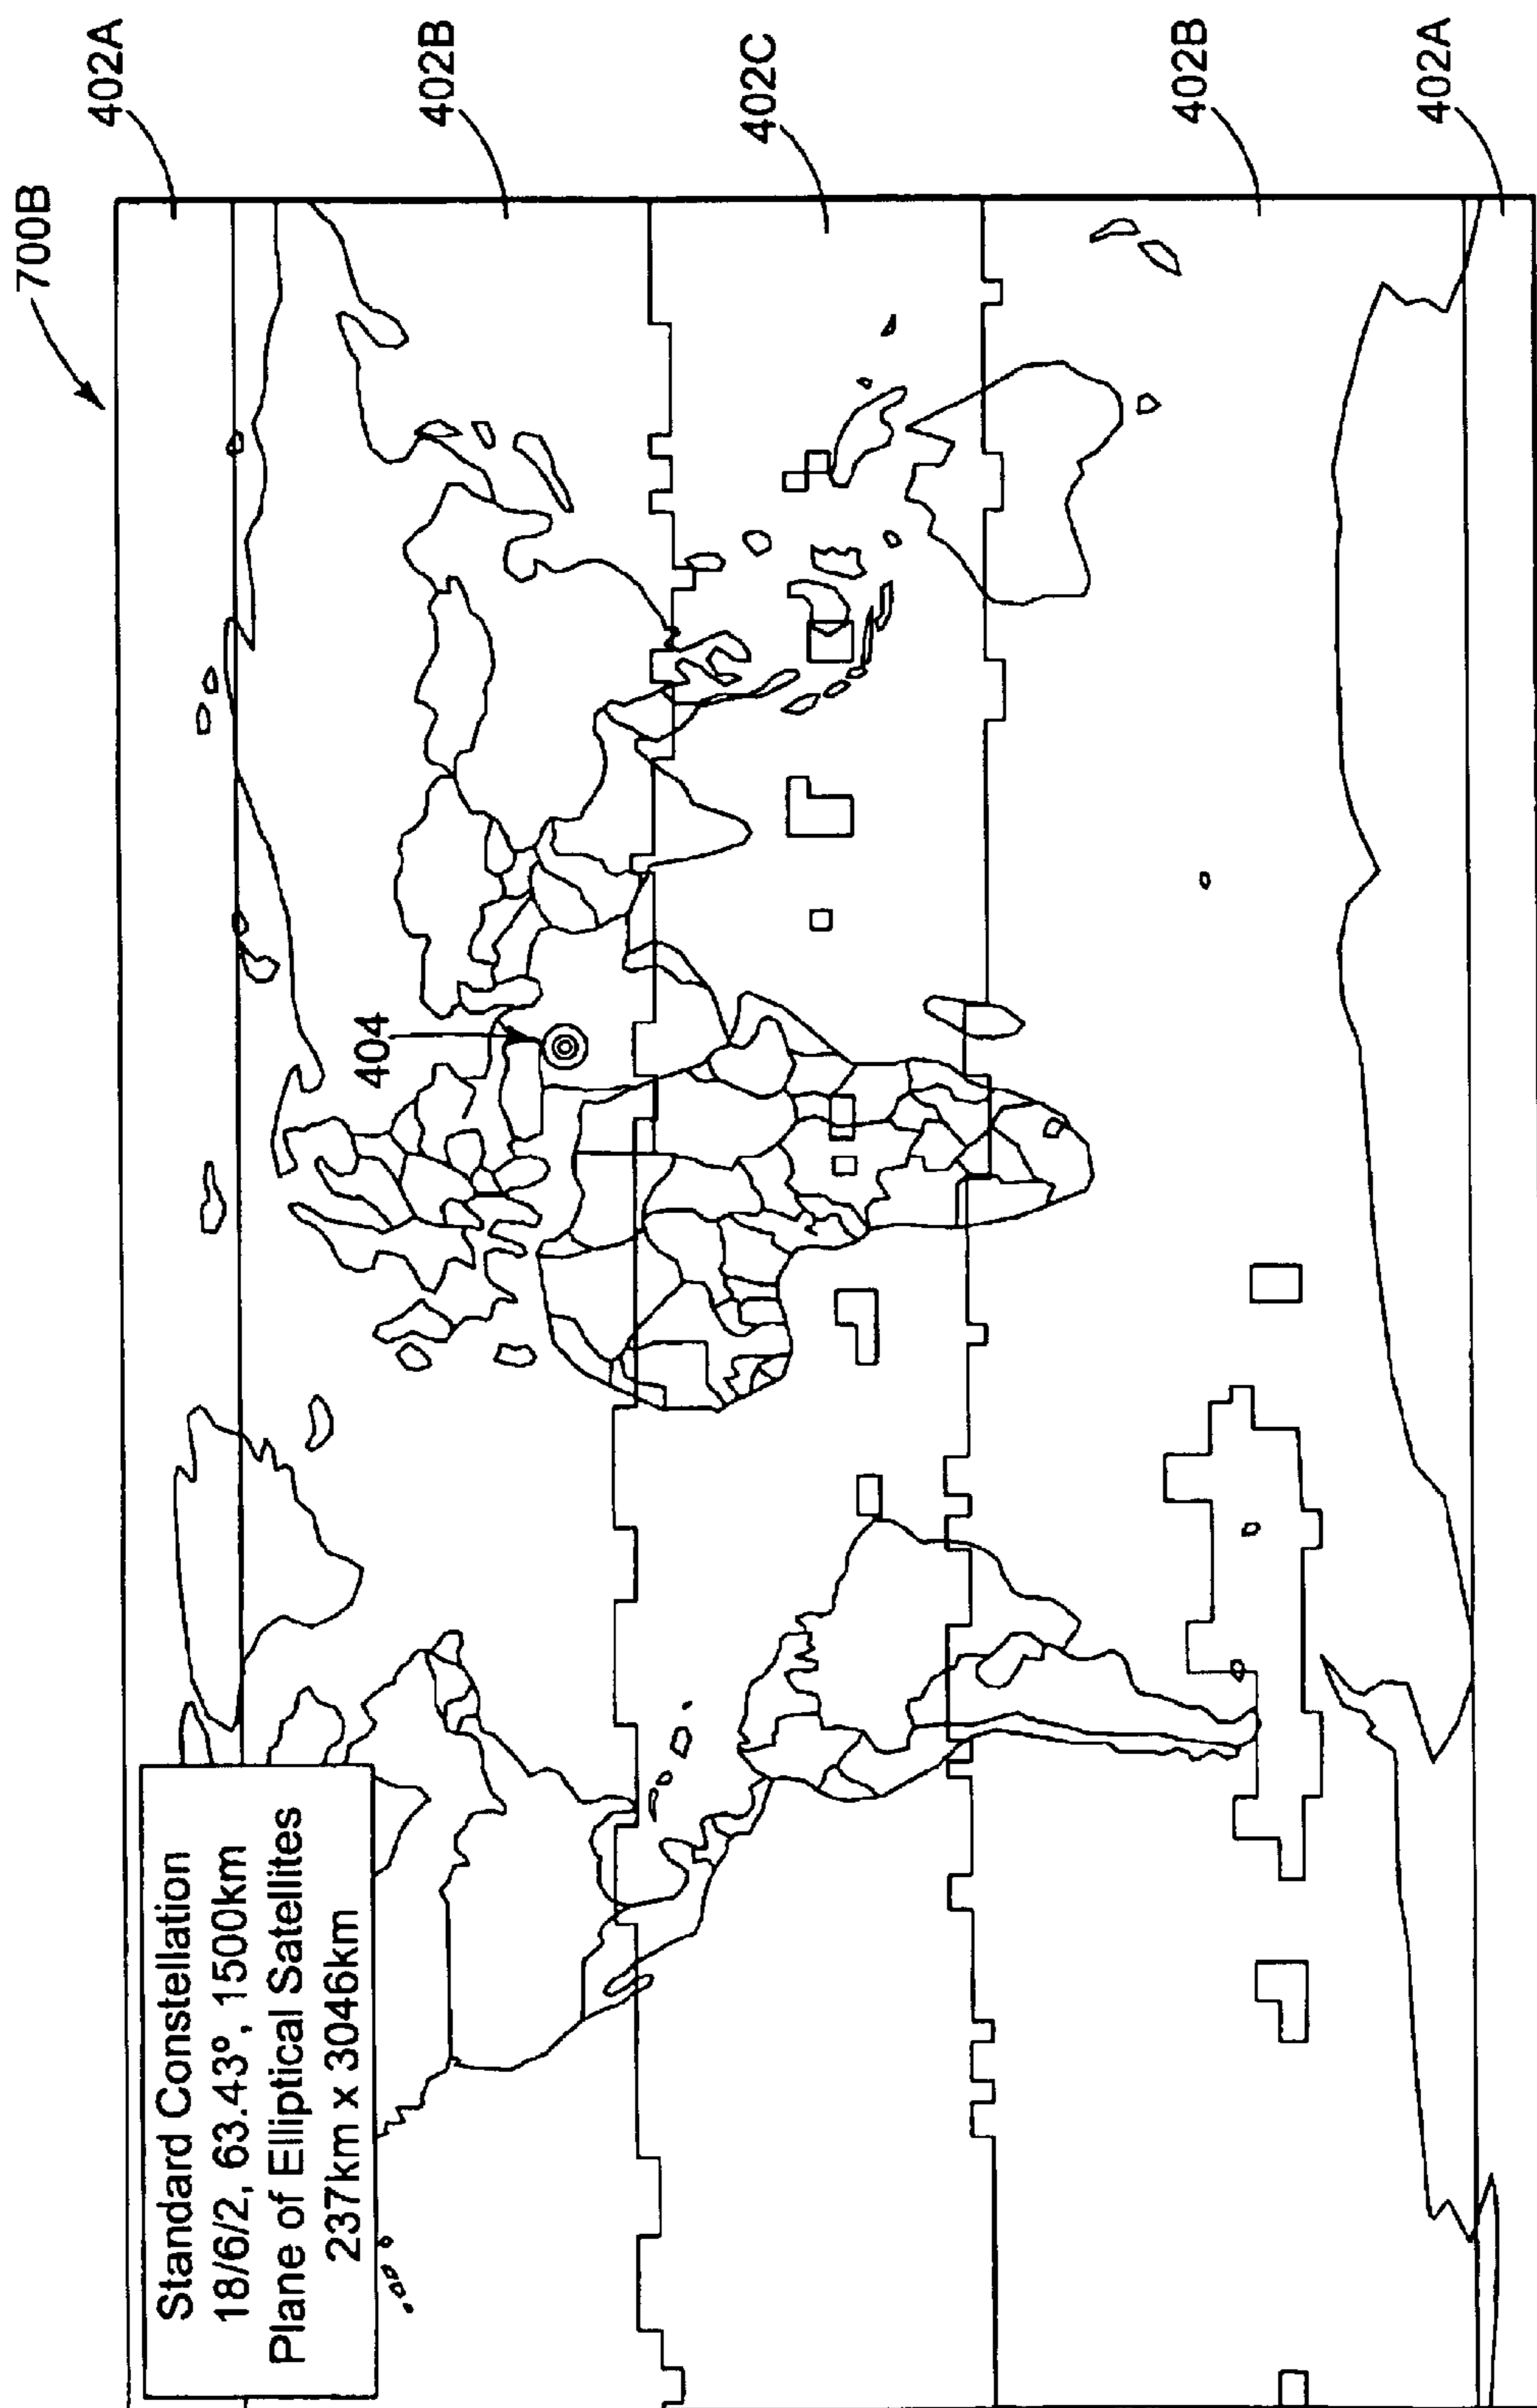 700B
402A
402B
402C
402B
402A
404
Standard Constellation
18/6/2, 63.43º, 1500km
Plane of Elliptical Satellites
237km x 3046km